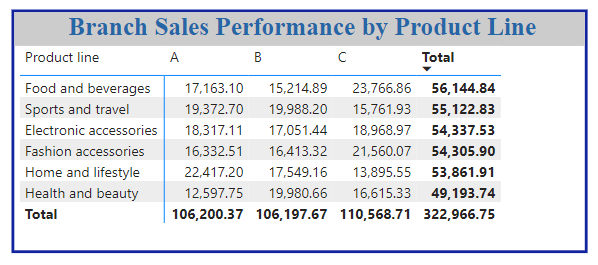 Branch Sales Performance by Product Line
Product line A B C Total
Food and beverages 17,163.10 15,214.89 23,766.86 56,144.84
Sports and travel 19,372.70 19,988.20 15,761.93 55,122.83
Electronic accessories 18,317.11 17,051.44 18,968.97 54,337.53
Fashion accessories 16,332.51 16,413.32 21,560.07 54,305.90
Home and lifestyle 22,417.20 17,549.16 13,895.55 53,861.91
Health and beauty 12,597.75 19,980.66 16,615.33 49,193.74
Total 106,200.37 106,197.67 110,568.71 322,966.75